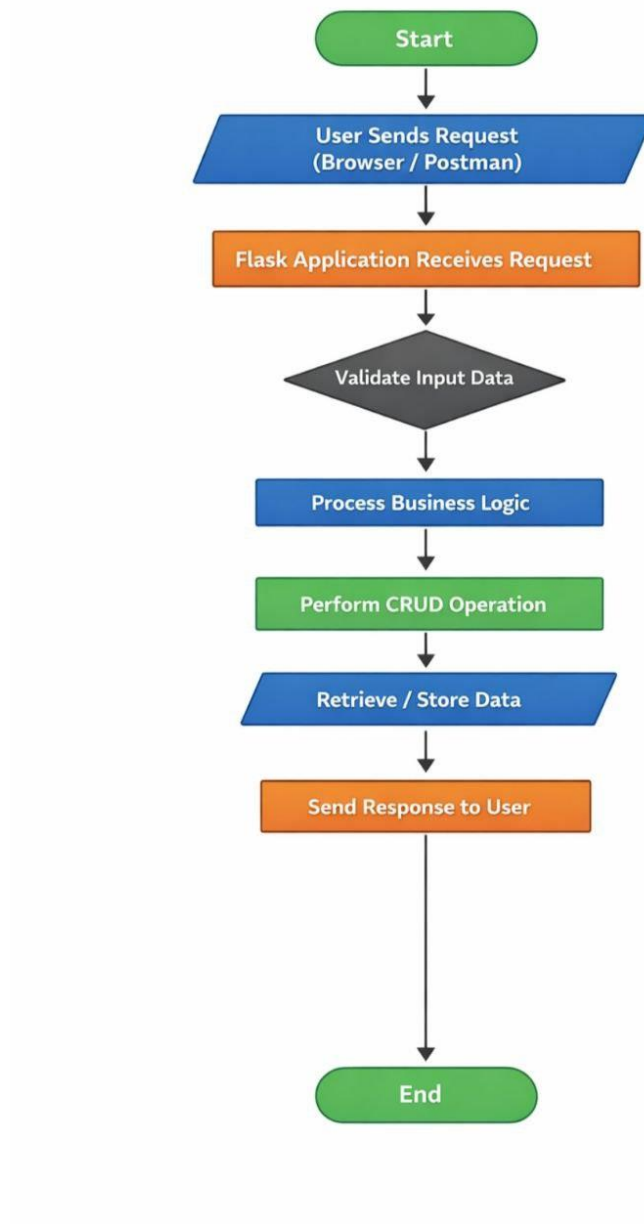 Start
User Sends Request
(Browser / Postman)
Flask Application Receives Request
Validate Input Data
Process Business Logic
Perform CRUD Operation
Retrieve / Store Data
Send Response to User
End